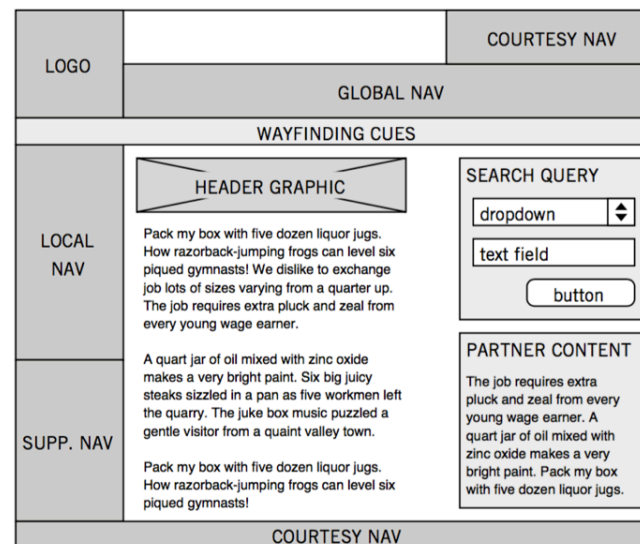 LOGO
COURTESY NAV
GLOBAL NAV
WAYFINDING CUES
LOCAL
NAV
SUPP. NAV
HEADER GRAPHIC
Pack my box with five dozen liquor jugs.
How razorback-jumping frogs can level six
piqued gymnasts! We dislike to exchange
job lots of sizes varying from a quarter up.
The job requires extra pluck and zeal from
every young wage earner.
A quart jar of oil mixed with zinc oxide
makes a very bright paint. Six big juicy
steaks sizzled in a pan as five workmen left
the quarry. The juke box music puzzled a
gentle visitor from a quaint valley town.
Pack my box with five dozen liquor jugs.
How razorback-jumping frogs can level six
piqued gymnasts!
SEARCH QUERY
dropdown
text field
button
PARTNER CONTENT
The job requires extra
pluck and zeal from every
young wage earner. A
quart jar of oil mixed with
zinc oxide makes a very
bright paint. Pack my box
with five dozen liquor jugs.
COURTESY NAV